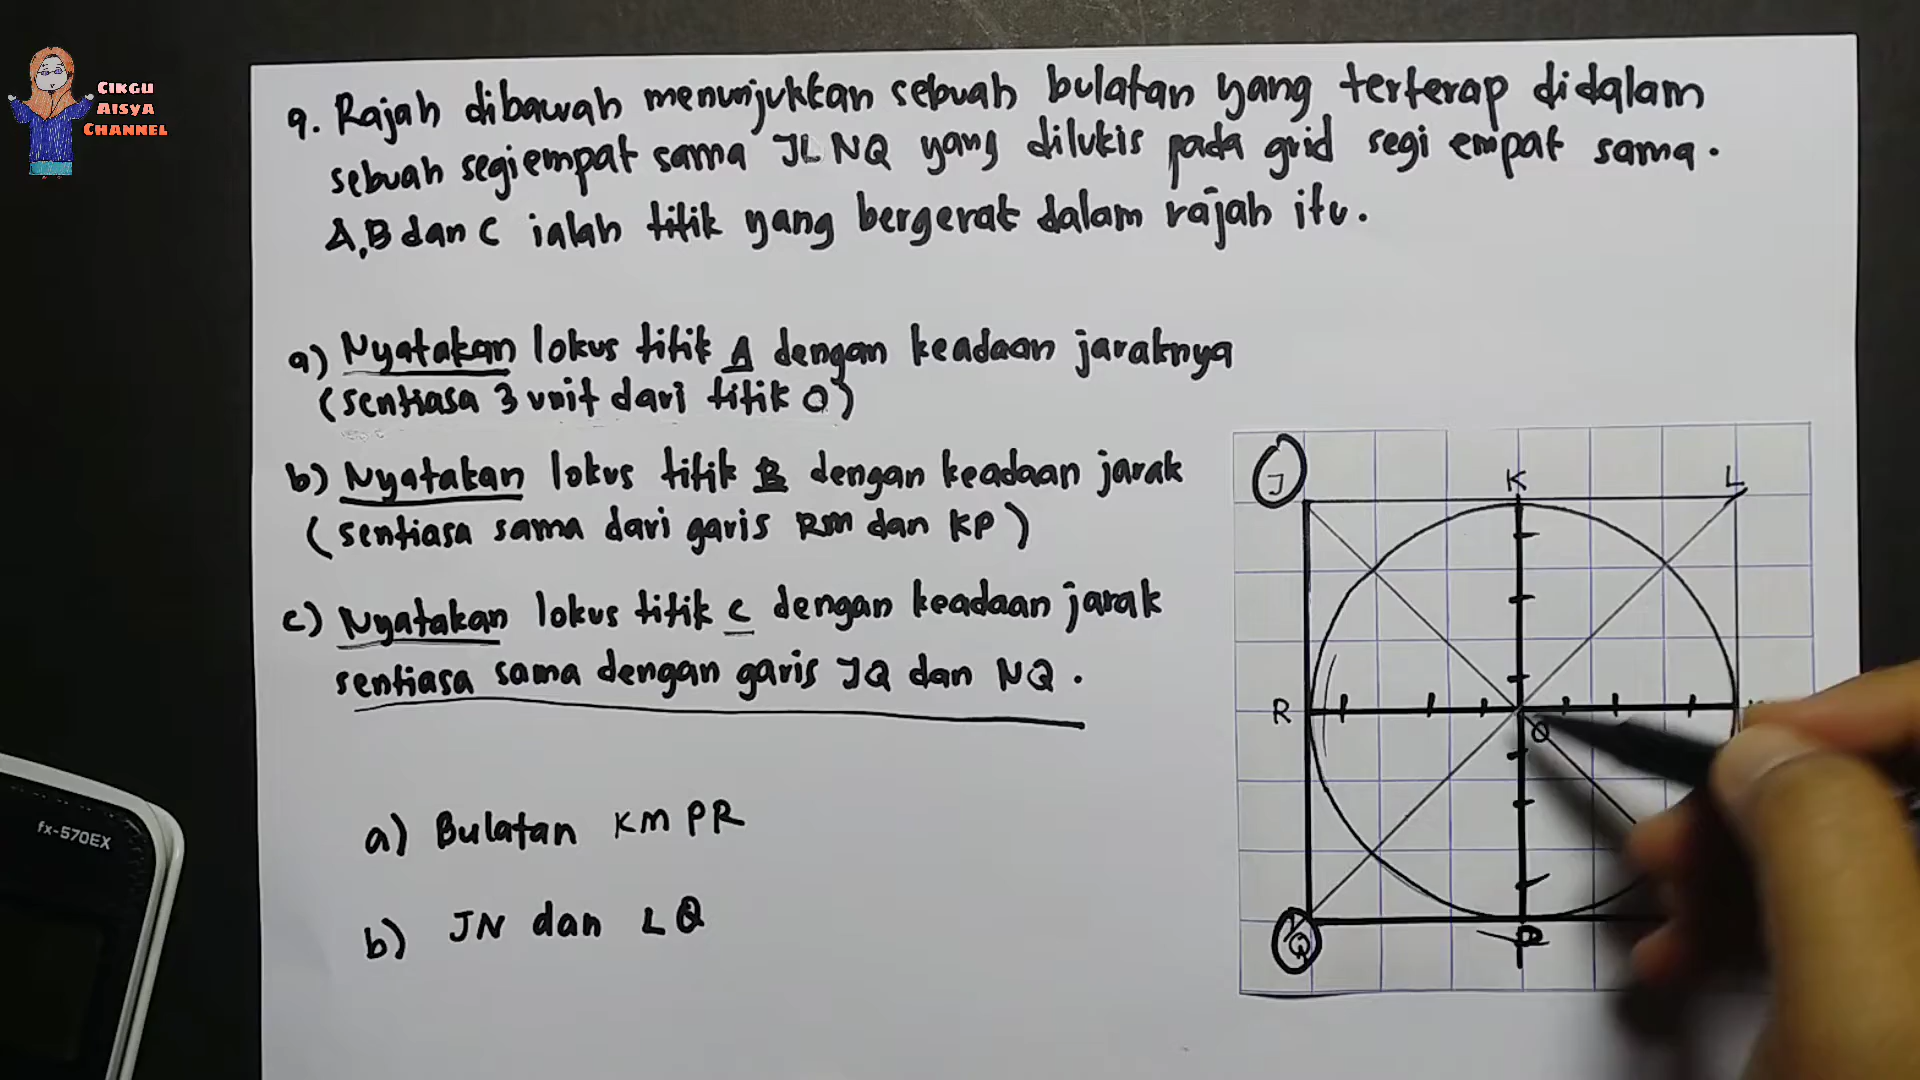 CIKGU
AISYA
CHANNEL
9. Rajah dibawah menunjukkan sebuah bulatan yang terterap didalam
sebuah segiempat sama JLNQ yang dilukis pada grid segi empat sama.
A,B dan C ialah titik yang bergerak dalam rajah itu.
a) Nyatakan lokus titik A dengan keadaan jaraknya
(sentiasa 3 unit dari titik O)
b) Nyatakan lokus titik B dengan keadaan jarak
(sentiasa sama dari garis RM dan KP)
c) Nyatakan lokus titik C dengan keadaan jarak
sentiasa sama dengan garis JQ dan NQ.
J
K
L
R
O
Q
P
a) Bulatan KMPR
b) JN dan LQ
fx-570EX